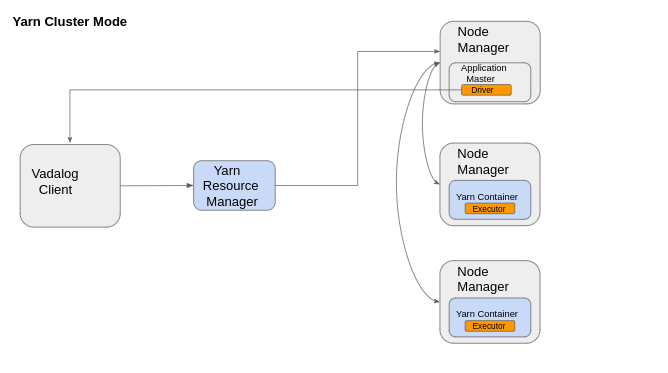 Yarn Cluster Mode
Node
Manager
Application
Master
Driver
Vadalog
Client
Yarn
Resource
Manager
Node
Manager
Yarn Container
Executor
Node
Manager
Yarn Container
Executor